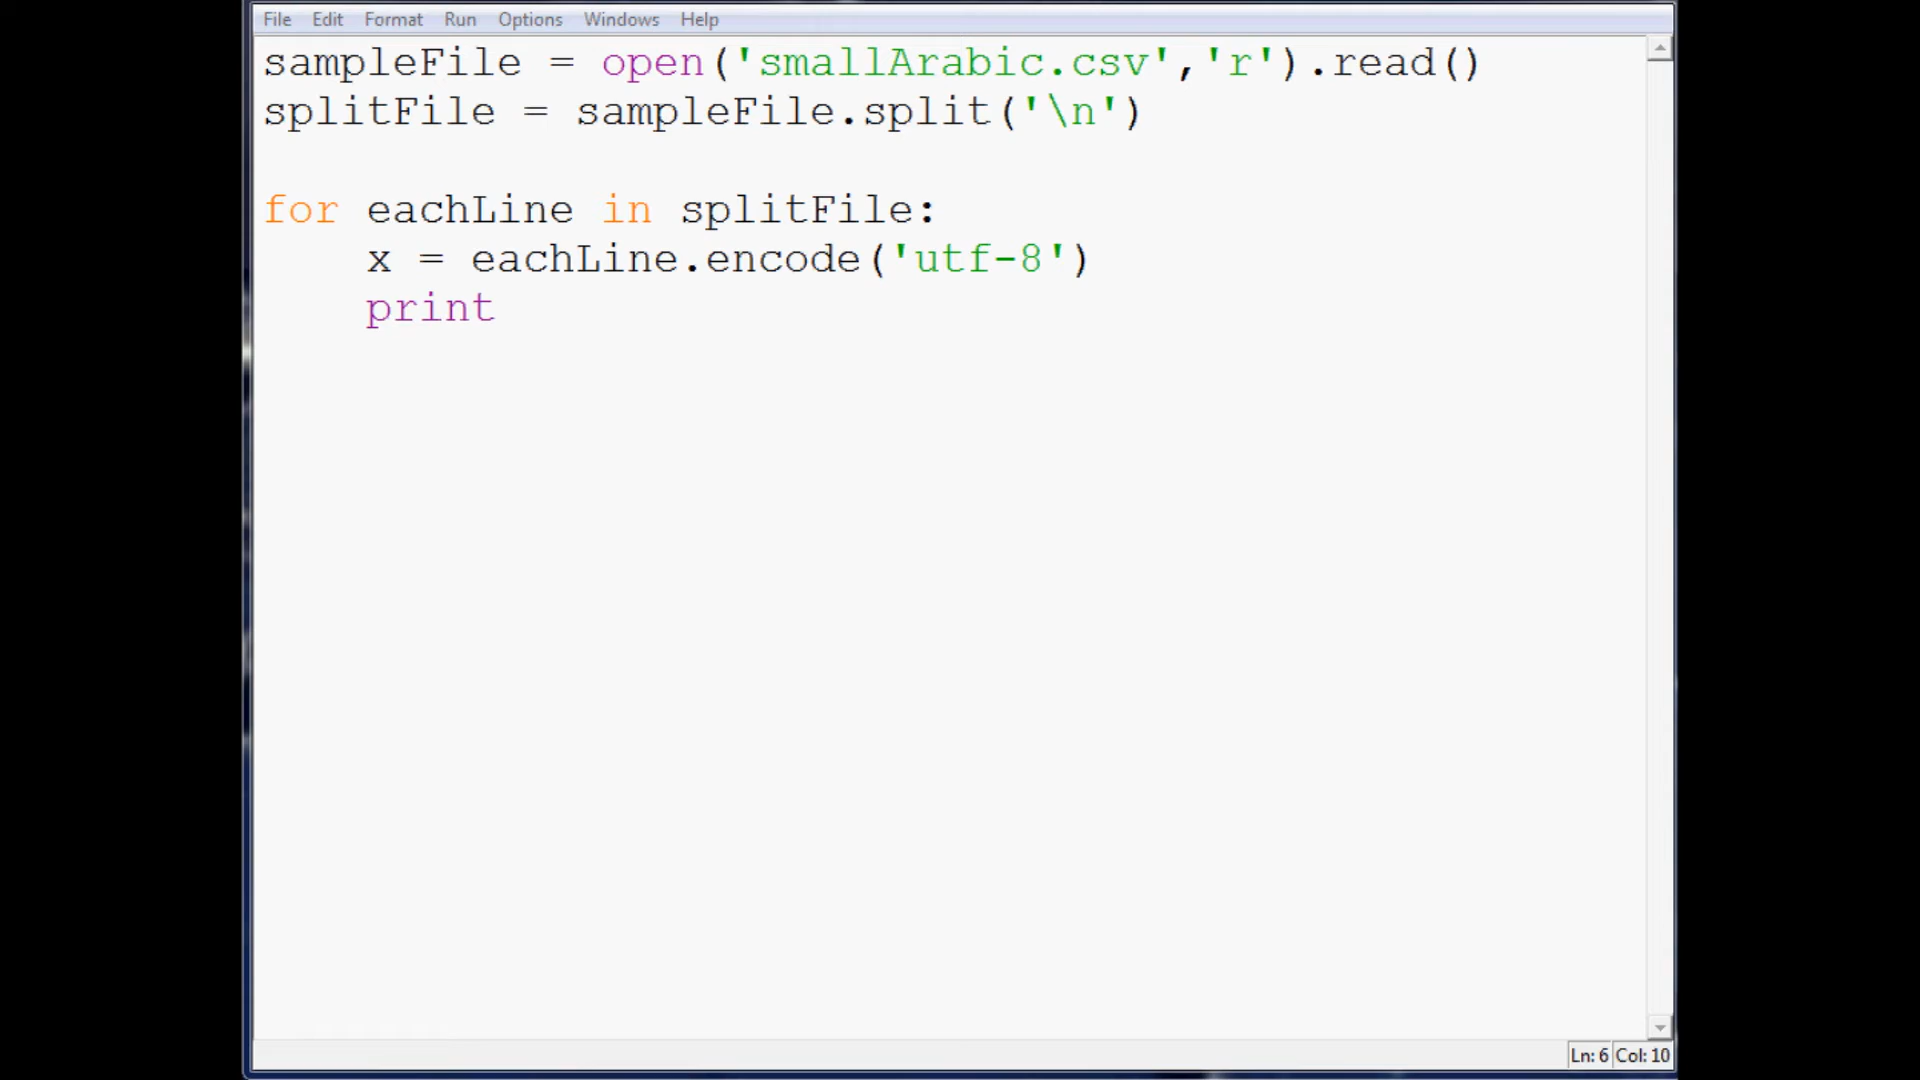 File Edit Format Run Options Windows Help
sampleFile = open('smallArabic.csv','r').read()
splitFile = sampleFile.split('\n')
for eachLine in splitFile:
x = eachLine.encode('utf-8')
print
Ln: 6 Col: 10